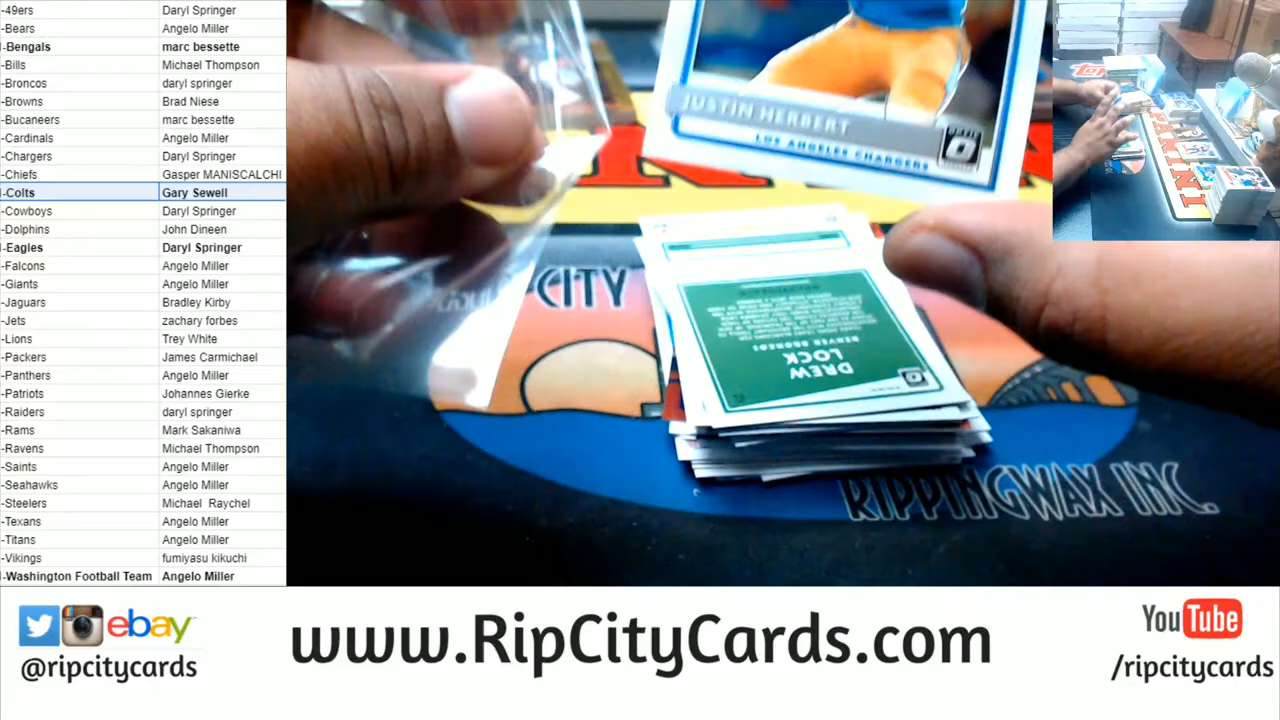 -49ers Daryl Springer
-Bears Angelo Miller
-Bengals marc bessette
-Bills Michael Thompson
-Broncos daryl springer
-Browns Brad Niese
-Bucaneers marc bessette
-Cardinals Angelo Miller
-Chargers Daryl Springer
-Chiefs Gasper MANISCALCHI
-Colts Gary Sewell
-Cowboys Daryl Springer
-Dolphins John Dineen
-Eagles Daryl Springer
-Falcons Angelo Miller
-Giants Angelo Miller
-Jaguars Bradley Kirby
-Jets zachary forbes
-Lions Trey White
-Packers James Carmichael
-Panthers Angelo Miller
-Patriots Johannes Gierke
-Raiders daryl springer
-Rams Mark Sakaniwa
-Ravens Michael Thompson
-Saints Angelo Miller
-Seahawks Angelo Miller
-Steelers Michael Raychel
-Texans Angelo Miller
-Titans Angelo Miller
-Vikings fumiyasu kikuchi
-Washington Football Team Angelo Miller
JUSTIN HERBERT
LOS ANGELES CHARGERS
-CITY
DREW
LOCK
DENVER BRONCOS
RIPPINGWAX INC.
PANINI
ebay
@ripcitycards
www.RipCityCards.com
YouTube
/ripcitycards